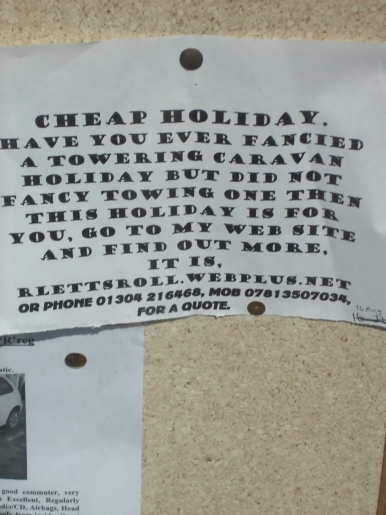 CHEAP HOLIDAY.
HAVE YOU EVER FANCIED
A TOWERING CARAVAN
HOLIDAY BUT DID NOT
FANCY TOWING ONE THEN
THIS HOLIDAY IS FOR
YOU, GO TO MY WEB SITE
AND FIND OUT MORE,
IT IS,
RLETTSROLL.WEBPLUS.NET
OR PHONE 01304 216468, MOB 07813507034,
FOR A QUOTE.
'R'reg
good commuter, very
Excellent, Regularly
dio/CD, Airbags, Head